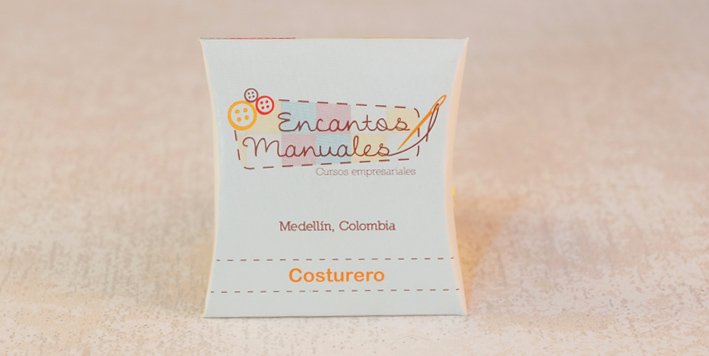 Encantos
Manuales
Cursos empresariales
Medellín, Colombia
Costurero